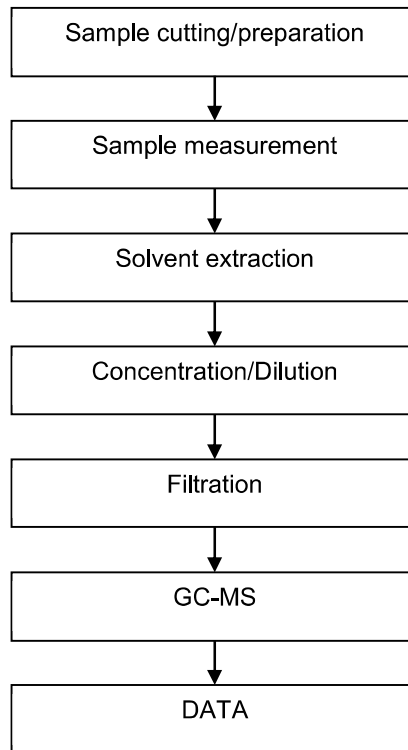 Sample cutting/preparation
Sample measurement
Solvent extraction
Concentration/Dilution
Filtration
GC-MS
DATA